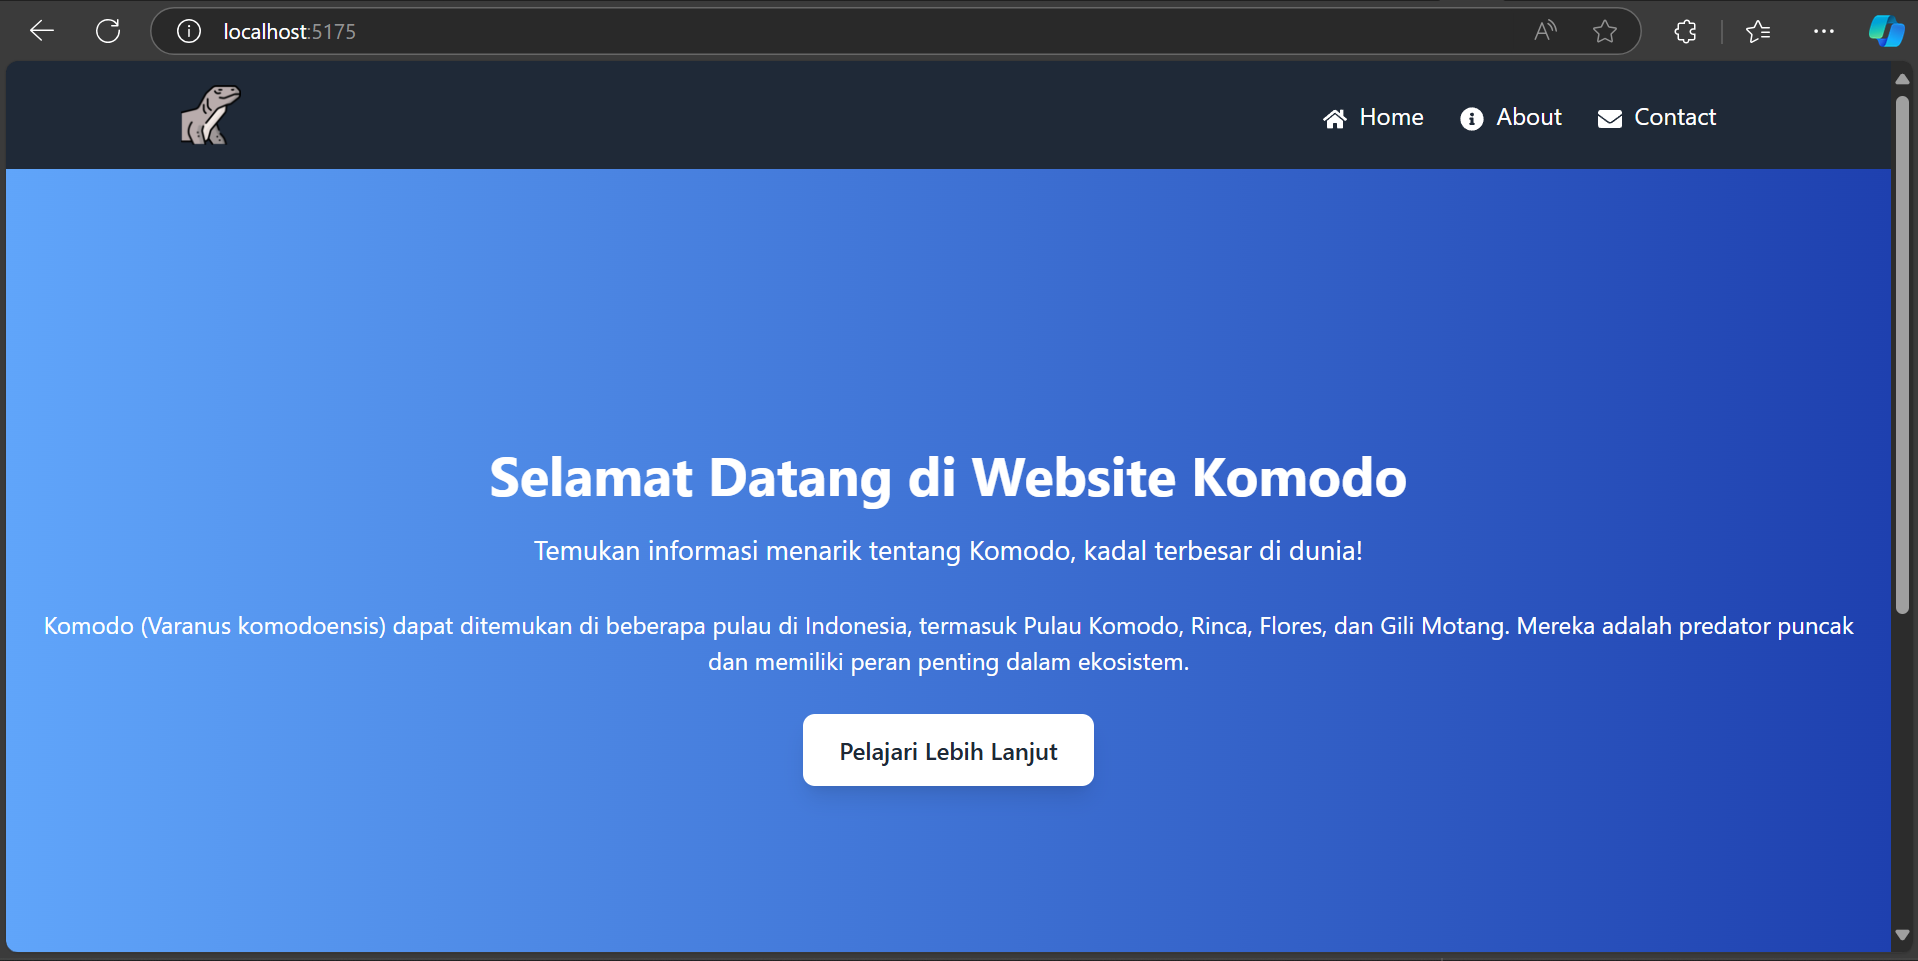 localhost:5175
Home About Contact
Selamat Datang di Website Komodo
Temukan informasi menarik tentang Komodo, kadal terbesar di dunia!
Komodo (Varanus komodoensis) dapat ditemukan di beberapa pulau di Indonesia, termasuk Pulau Komodo, Rinca, Flores, dan Gili Motang. Mereka adalah predator puncak
dan memiliki peran penting dalam ekosistem.
Pelajari Lebih Lanjut